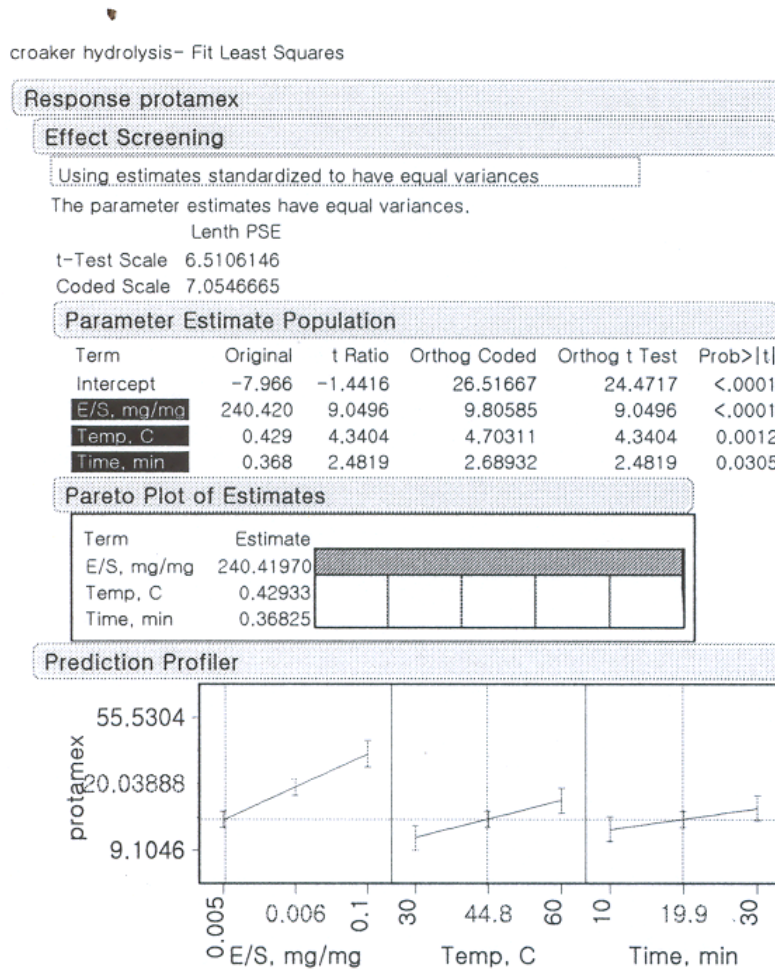 croaker hydrolysis- Fit Least Squares
Response protamex
Effect Screening
Using estimates standardized to have equal variances
The parameter estimates have equal variances.
Lenth PSE
t-Test Scale 6.5106146
Coded Scale 7.0546665
Parameter Estimate Population
Term Original t Ratio Orthog Coded Orthog t Test Prob>|t|
Intercept -7.966 -1.4416 26.51667 24.4717 <.0001
E/S, mg/mg 240.420 9.0496 9.80585 9.0496 <.0001
Temp, C 0.429 4.3404 4.70311 4.3404 0.0012
Time, min 0.368 2.4819 2.68932 2.4819 0.0305
Pareto Plot of Estimates
Term Estimate
E/S, mg/mg 240.41970
Temp, C 0.42933
Time, min 0.36825
Prediction Profiler
protamex
55.5304
20.03888
9.1046
0.005 0.006 0.1 30 44.8 60 10 19.9 30
E/S, mg/mg Temp, C Time, min